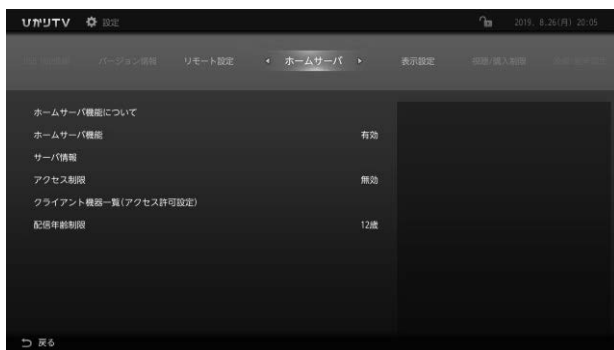 ひかりTV 設定 2019. 8.26(月) 20:05
バージョン情報 リモート設定 ホームサーバ 表示設定 視聴/購入制限
ホームサーバ機能について
ホームサーバ機能 有効
サーバ情報
アクセス制限 無効
クライアント機器一覧(アクセス許可設定)
配信年齢制限 12歳
戻る